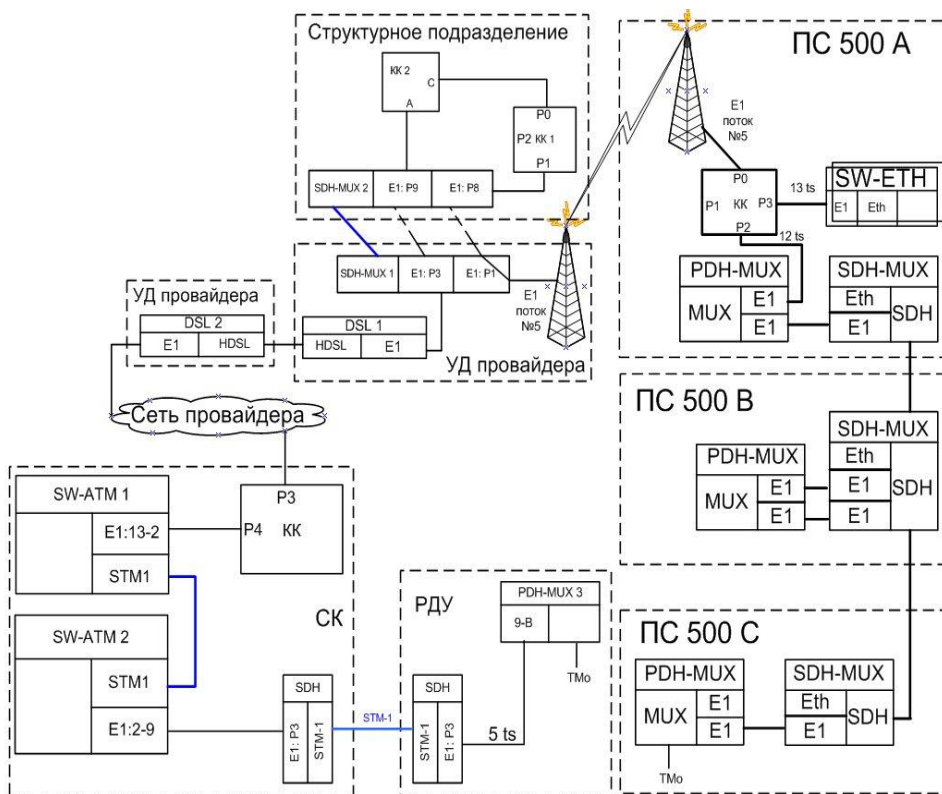 Структурное подразделение
КК 2
C
A
P0
P2 КК 1
P1
SDH-MUX 2
E1: P9
E1: P8
SDH-MUX 1
E1: P3
E1: P1
E1
поток
№5
УД провайдера
УД провайдера
DSL 2
E1
HDSL
DSL 1
HDSL
E1
Сеть провайдера
ПС 500 А
E1
поток
№5
P0
P1
КК
P3
P2
13 ts
12 ts
SW-ETH
E1
Eth
PDH-MUX
MUX
E1
E1
SDH-MUX
Eth
E1
SDH
ПС 500 В
PDH-MUX
MUX
E1
E1
SDH-MUX
Eth
E1
E1
SDH
ПС 500 С
PDH-MUX
MUX
E1
E1
ТМо
SDH-MUX
Eth
E1
SDH
SW-ATM 1
E1:13-2
STM1
P3
P4
КК
SW-ATM 2
STM1
E1:2-9
СК
SDH
E1: P3
STM-1
STM-1
РДУ
SDH
STM-1
E1: P3
5 ts
PDH-MUX 3
9-B
ТМо